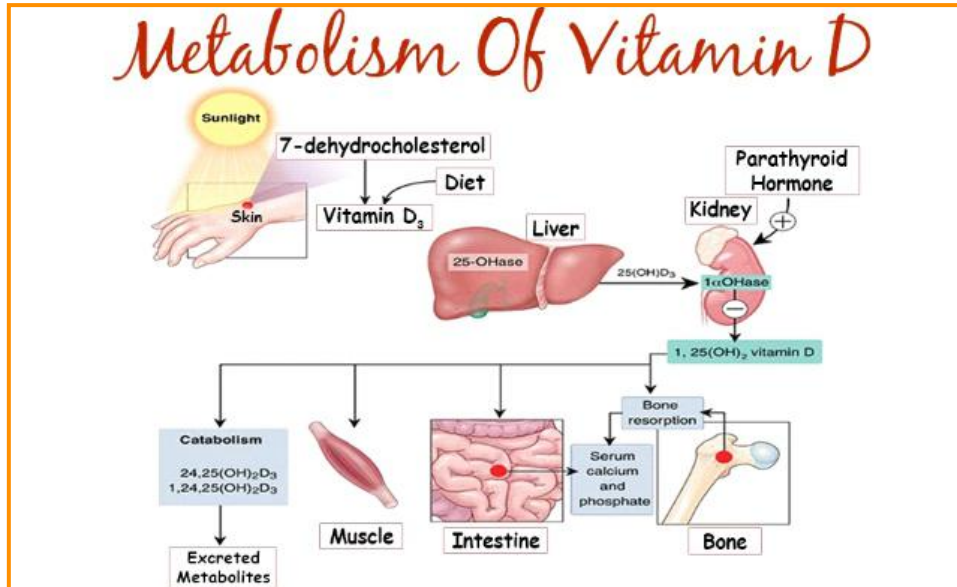 Metabolism Of Vitamin D
Sunlight
7-dehydrocholesterol
Diet
Skin
Vitamin D₃
Parathyroid
Hormone
Kidney
+
Liver
25-OHase
25(OH)D₃
1αOHase
−
1, 25(OH)₂ vitamin D
Bone
resorption
Catabolism
24,25(OH)₂D₃
1,24,25(OH)₂D₃
Serum
calcium
and
phosphate
Muscle
Intestine
Bone
Excreted
Metabolites